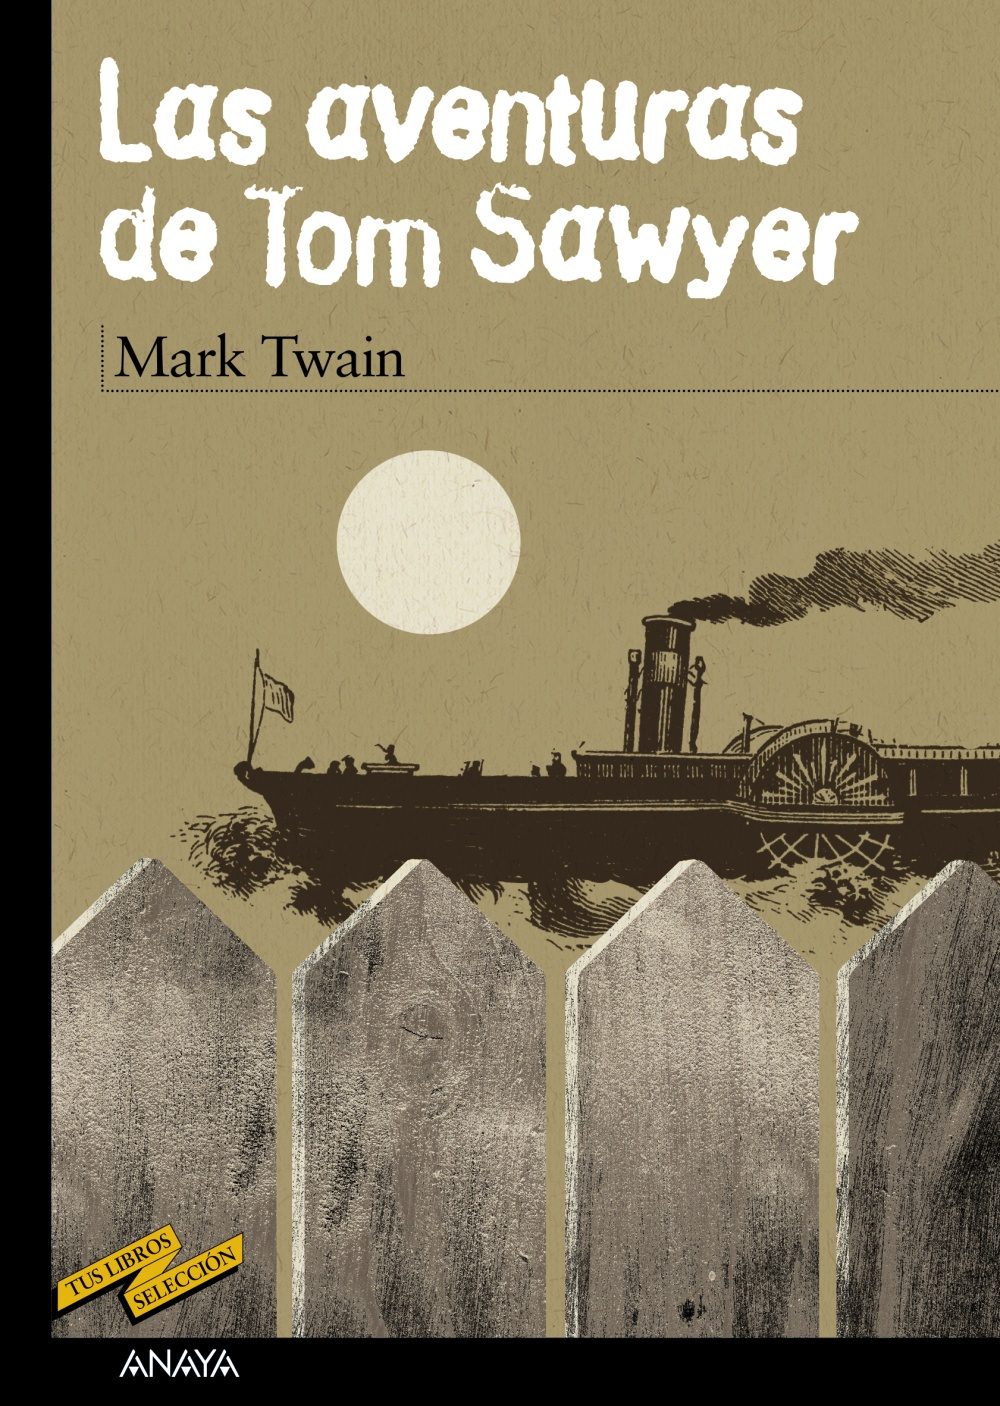 Las aventuras
de Tom Sawyer
Mark Twain
TUS LIBROS
SELECCIÓN
ANAYA